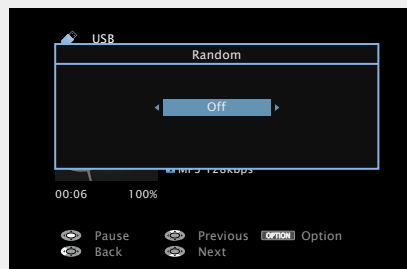 USB
Random
Off
MP3 128kbps
00:06 100%
Pause Previous OPTION Option
Back Next